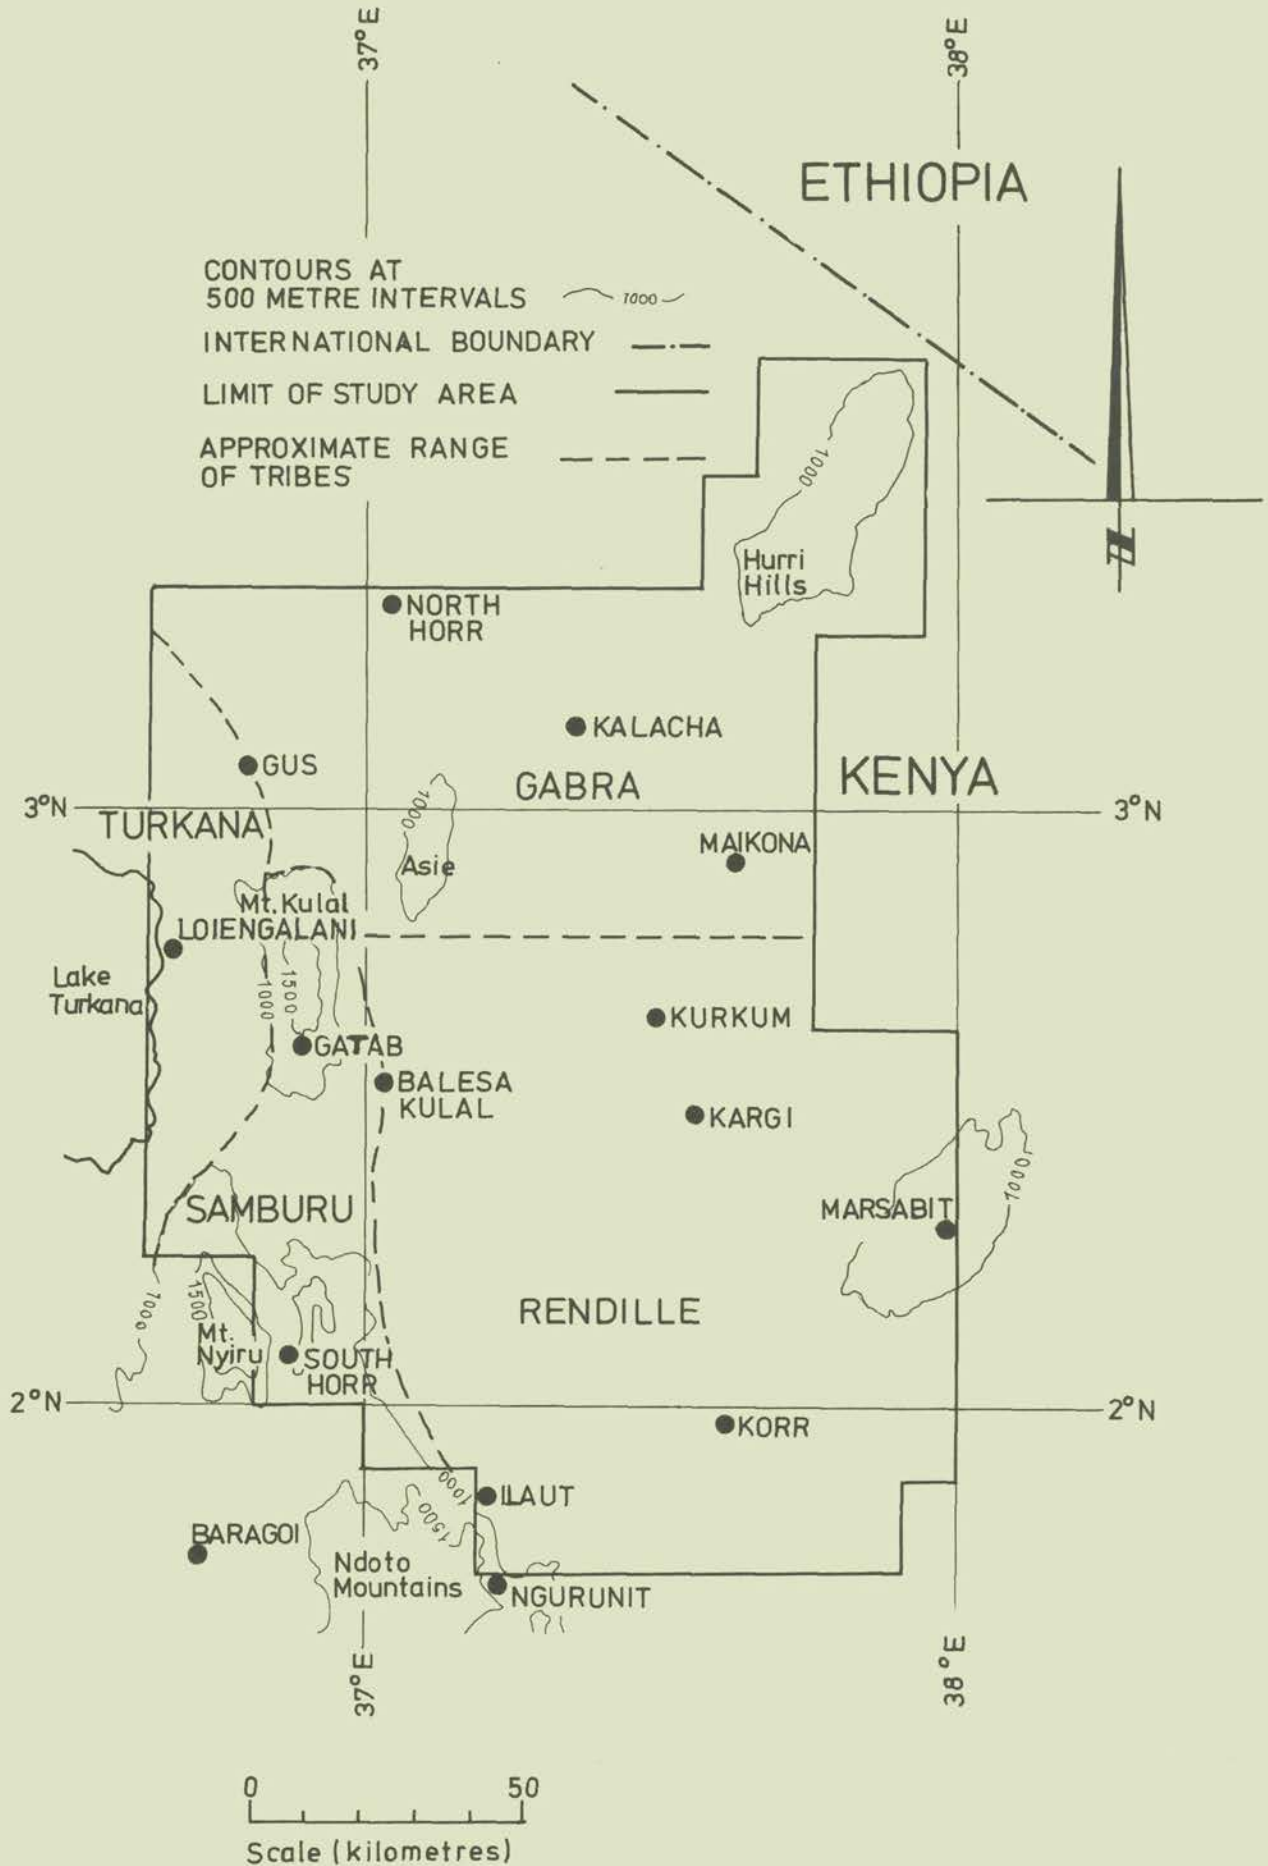 37°E
38°E
ETHIOPIA
CONTOURS AT
500 METRE INTERVALS
1000
INTERNATIONAL BOUNDARY
LIMIT OF STUDY AREA
APPROXIMATE RANGE
OF TRIBES
1000
Hurri
Hills
NORTH
HORR
KALACHA
GUS
GABRA
KENYA
3°N
3°N
TURKANA
1000
MAIKONA
Asie
Mt. Kulal
LOIENGALANI
Lake
Turkana
1000
1500
KURKUM
GATAB
BALESA
KULAL
KARGI
1000
SAMBURU
MARSABIT
1000
1500
RENDILLE
Mt.
Nyiru
SOUTH
HORR
2°N
2°N
KORR
1000
ILAUT
1500
BARAGOI
Ndoto
Mountains
NGURUNIT
37°E
38°E
0 50
Scale (kilometres)